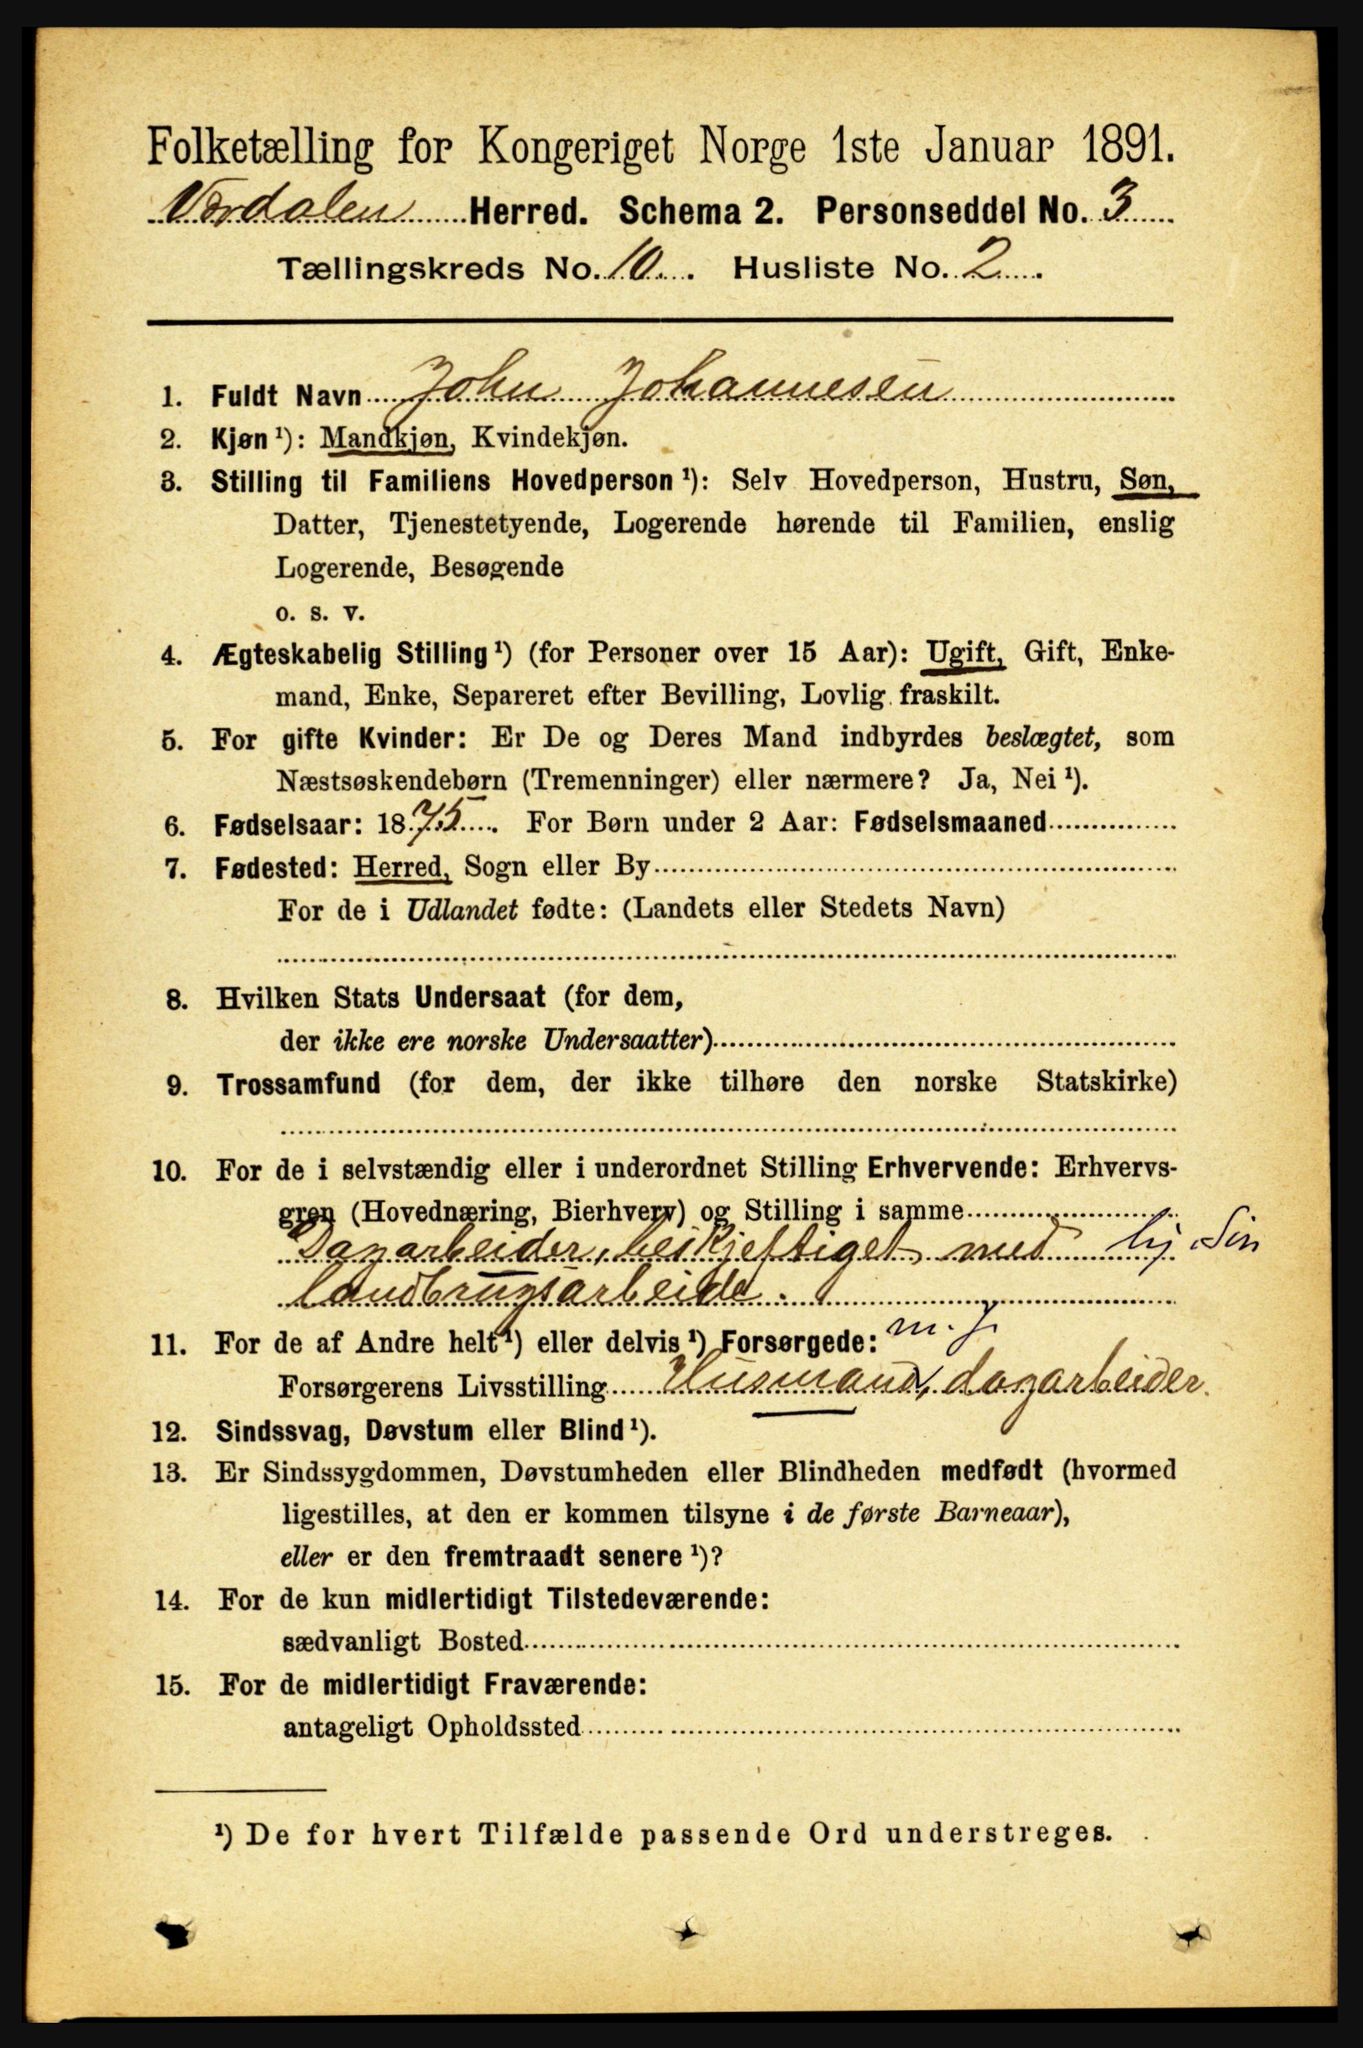 Folketælling for Kongeriget Norge 1ste Januar 1891.
Værdalen Herred. Schema 2. Personseddel No. 3
Tællingskreds No. 10. Husliste No. 2.
1. Fuldt Navn John Johannesen
2. Kjøn ¹): Mandkjøn, Kvindekjøn.
3. Stilling til Familiens Hovedperson ¹): Selv Hovedperson, Hustru, Søn,
Datter, Tjenestetyende, Logerende hørende til Familien, enslig
Logerende, Besøgende
o. s. v.
4. Ægteskabelig Stilling ¹) (for Personer over 15 Aar): Ugift, Gift, Enke-
mand, Enke, Separeret efter Bevilling, Lovlig fraskilt.
5. For gifte Kvinder: Er De og Deres Mand indbyrdes beslægtet, som
Næstsøskendebørn (Tremenninger) eller nærmere? Ja, Nei ¹).
6. Fødselsaar: 1875. For Børn under 2 Aar: Fødselsmaaned
7. Fødested: Herred, Sogn eller By
For de i Udlandet fødte: (Landets eller Stedets Navn)
8. Hvilken Stats Undersaat (for dem,
der ikke ere norske Undersaatter)
9. Trossamfund (for dem, der ikke tilhøre den norske Statskirke)
10. For de i selvstændig eller i underordnet Stilling Erhvervende: Erhvervs-
gren (Hovednæring, Bierhverv) og Stilling i samme
Dagarbeider, beskjeftiget med
landbrugsarbeide.
11. For de af Andre helt ¹) eller delvis ¹) Forsørgede: m. J.
Forsørgerens Livsstilling Husmand, dagarbeider.
12. Sindssvag, Døvstum eller Blind ¹).
13. Er Sindssygdommen, Døvstumheden eller Blindheden medfødt (hvormed
ligestilles, at den er kommen tilsyne i de første Barneaar),
eller er den fremtraadt senere ¹)?
14. For de kun midlertidigt Tilstedeværende:
sædvanligt Bosted
15. For de midlertidigt Fraværende:
antageligt Opholdssted
¹) De for hvert Tilfælde passende Ord understreges.